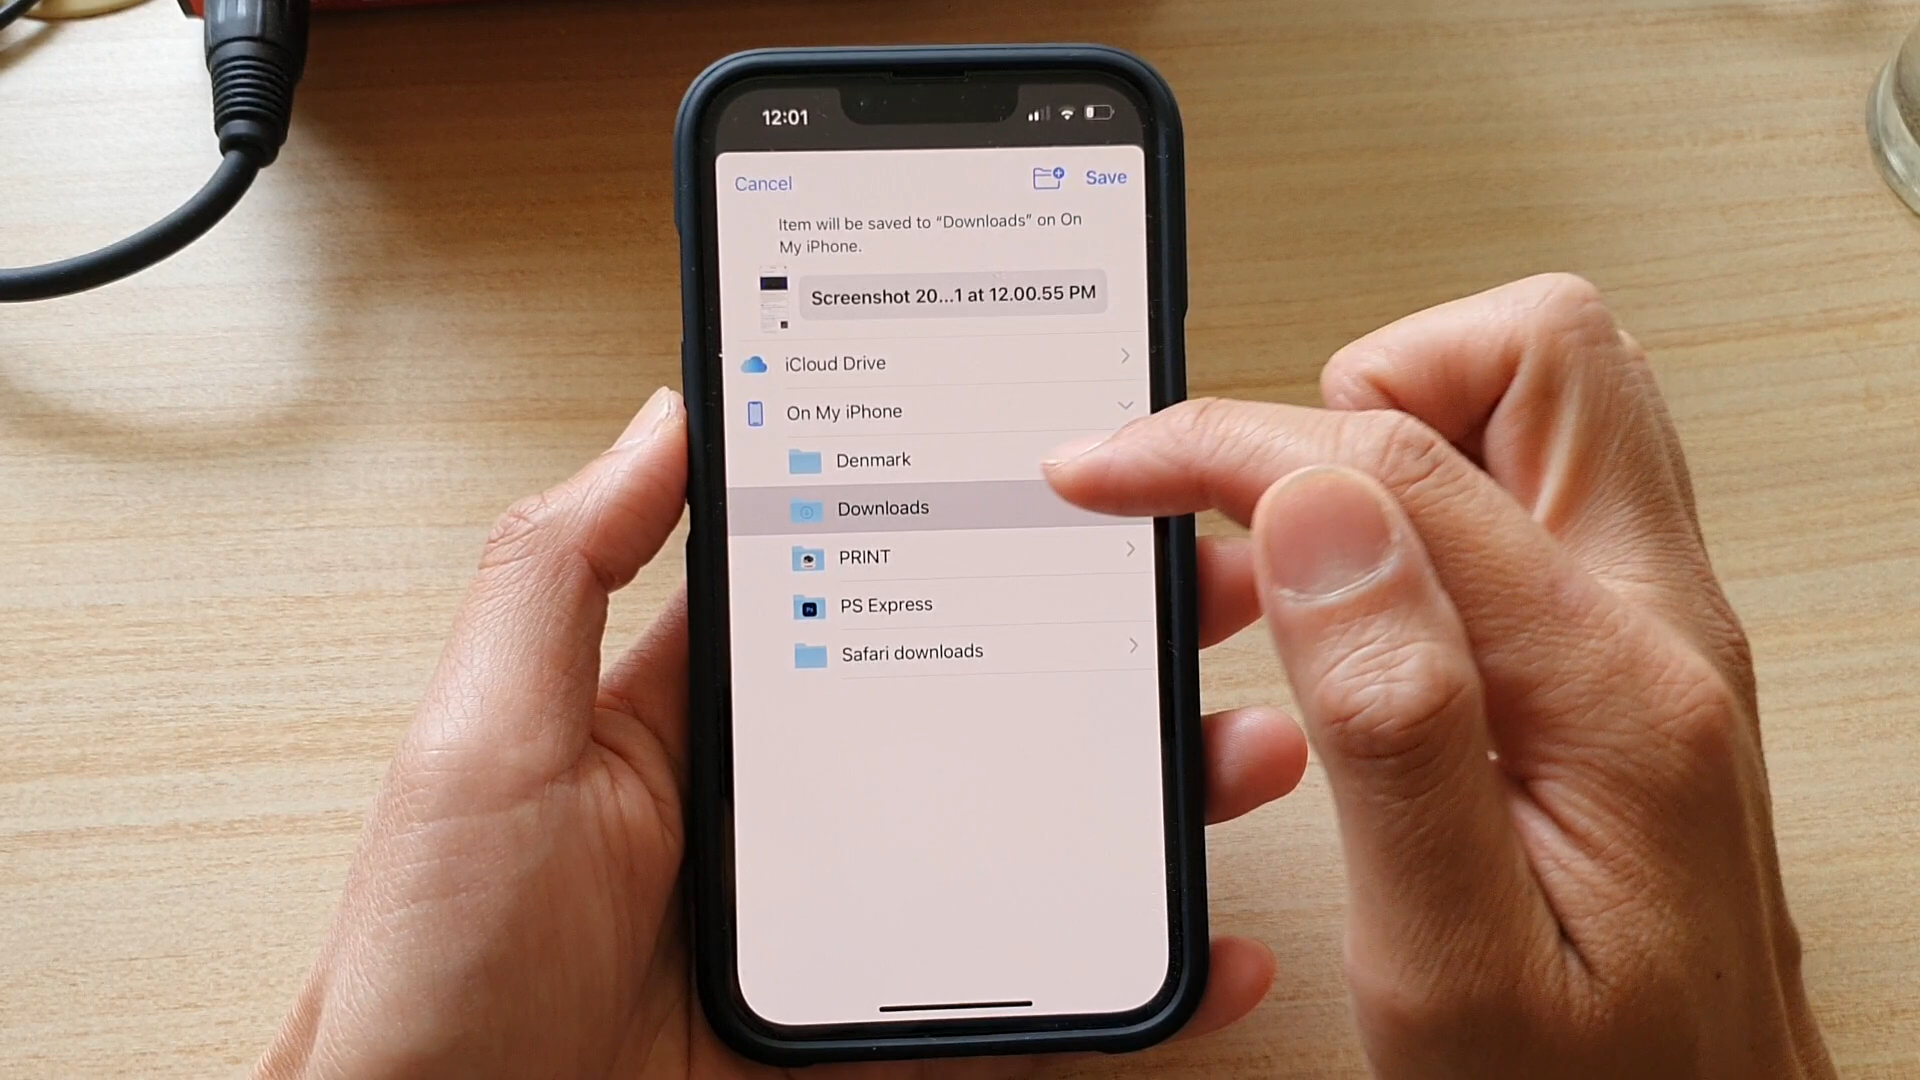 12:01
Cancel
Save
Item will be saved to “Downloads” on On
My iPhone.
Screenshot 20...1 at 12.00.55 PM
iCloud Drive
On My iPhone
Denmark
Downloads
PRINT
PS Express
Safari downloads